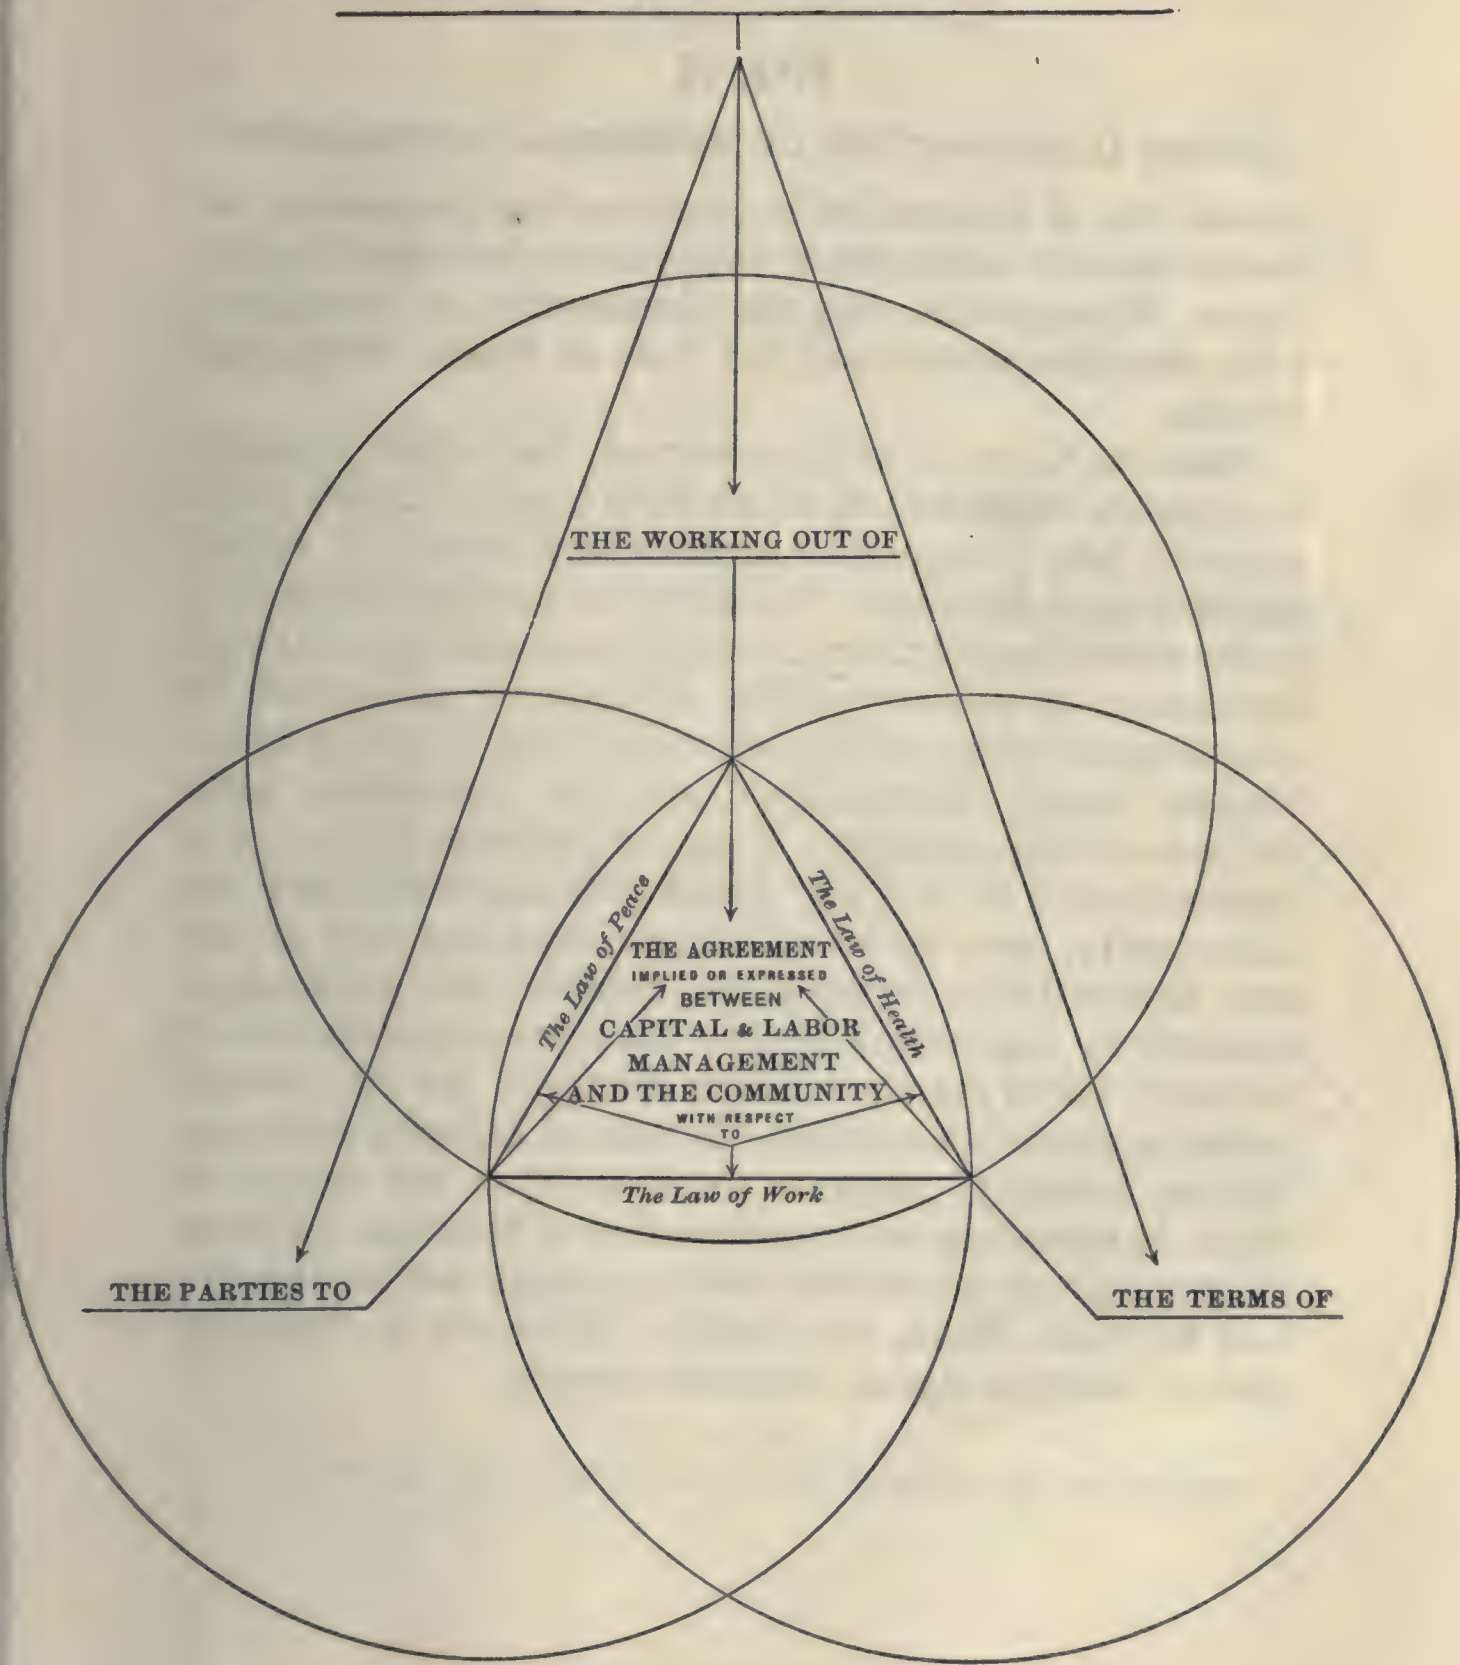 THE WORKING OUT OF
The Law of Peace
The Law of Health
THE AGREEMENT
IMPLIED OR EXPRESSED
BETWEEN
CAPITAL & LABOR
MANAGEMENT
AND THE COMMUNITY
WITH RESPECT
TO
The Law of Work
THE PARTIES TO
THE TERMS OF